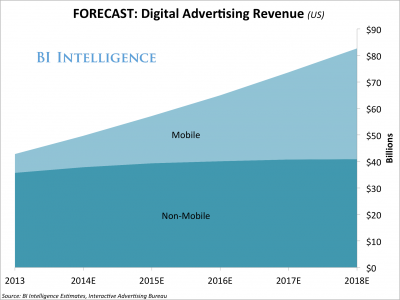 FORECAST: Digital Advertising Revenue (US)
BI INTELLIGENCE
$90
$80
$70
$60
$50
$40
$30
$20
$10
$0
Billions
Mobile
Non-Mobile
2013 2014E 2015E 2016E 2017E 2018E
Source: BI Intelligence Estimates, Interactive Advertising Bureau